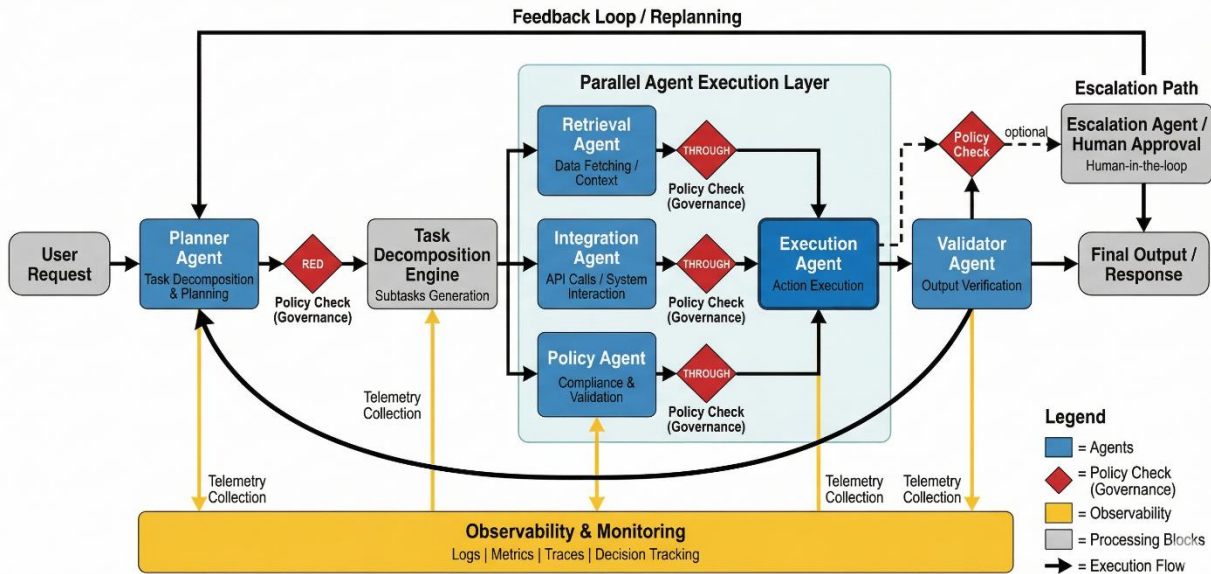 Feedback Loop / Replanning
Parallel Agent Execution Layer
Escalation Path
Retrieval
Agent
Data Fetching /
Context
THROUGH
Policy Check
(Governance)
Policy
Check
optional
Escalation Agent /
Human Approval
Human-in-the-loop
User
Request
Planner
Agent
Task Decomposition
& Planning
RED
Policy Check
(Governance)
Task
Decomposition
Engine
Subtasks Generation
Integration
Agent
API Calls / System
Interaction
THROUGH
Policy Check
(Governance)
Execution
Agent
Action Execution
Validator
Agent
Output Verification
Final Output /
Response
Policy Agent
Compliance &
Validation
THROUGH
Policy Check
(Governance)
Telemetry
Collection
Telemetry
Collection
Telemetry
Collection
Telemetry
Collection
Observability & Monitoring
Logs | Metrics | Traces | Decision Tracking
Legend
= Agents
= Policy Check
(Governance)
= Observability
= Processing Blocks
= Execution Flow